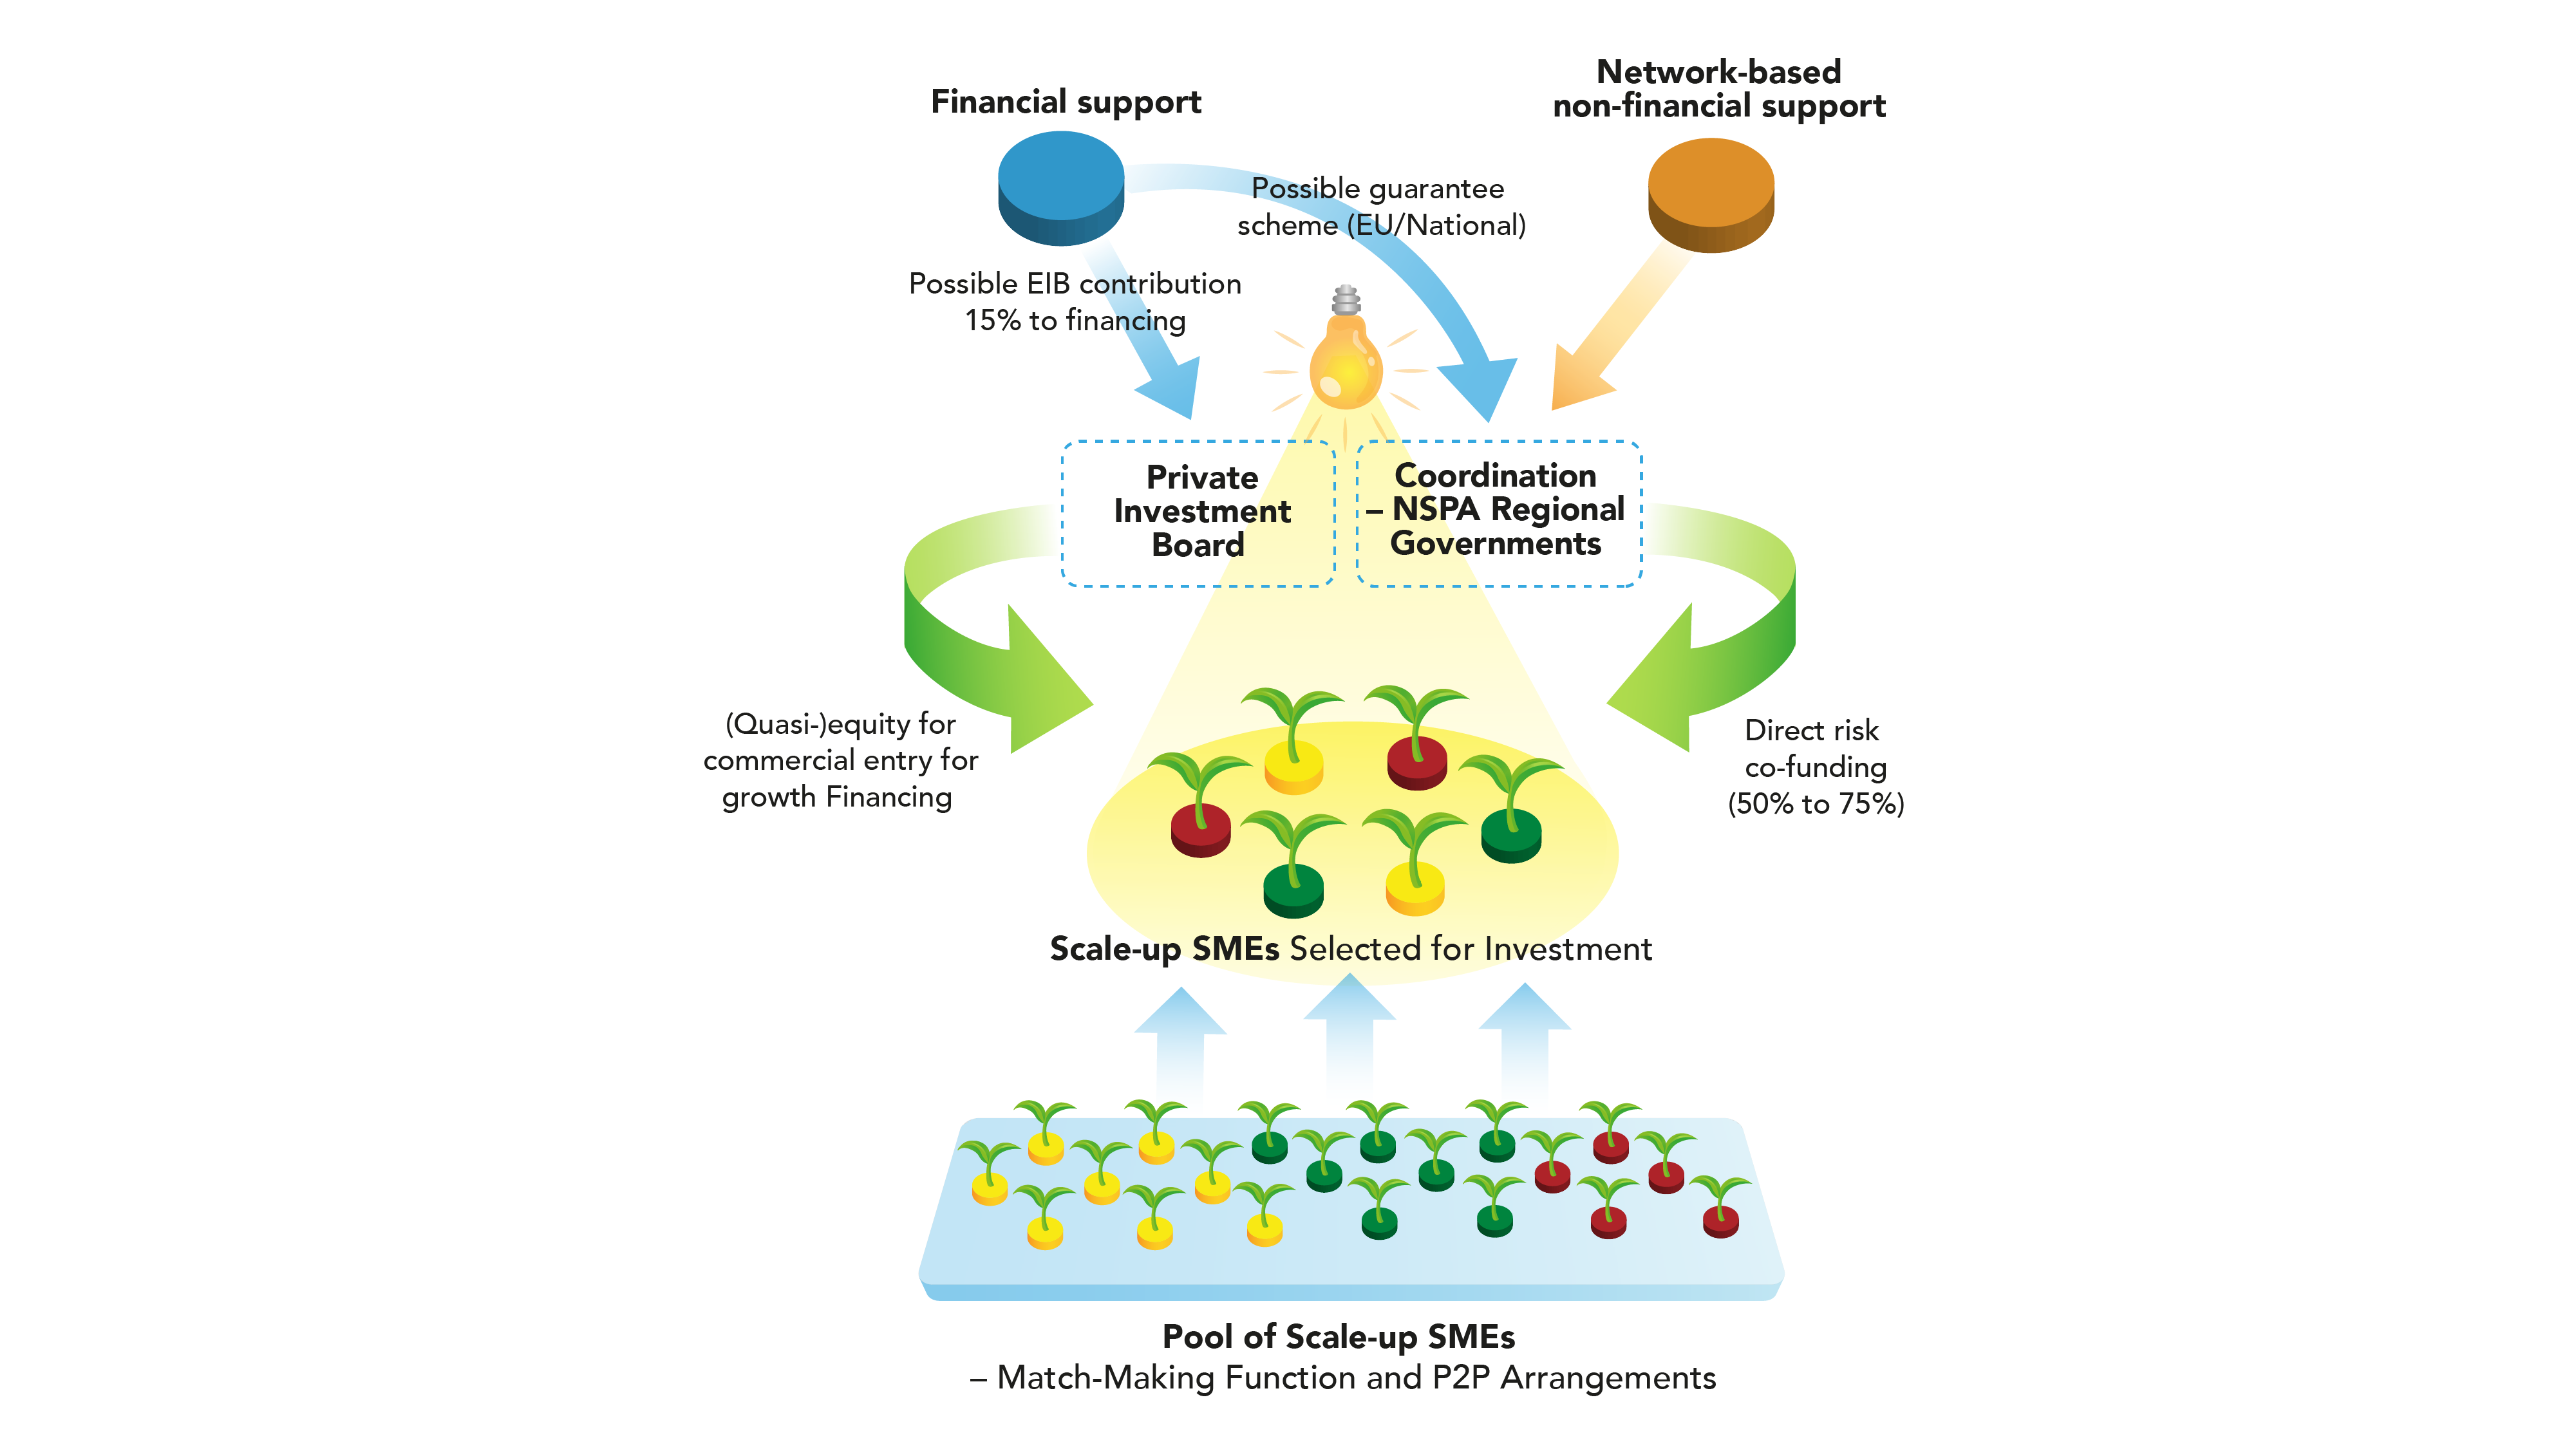 Financial support
Network-based
non-financial support
Possible guarantee
scheme (EU/National)
Possible EIB contribution
15% to financing
Private
Investment
Board
Coordination
– NSPA Regional
Governments
(Quasi-)equity for
commercial entry for
growth Financing
Direct risk
co-funding
(50% to 75%)
Scale-up SMEs Selected for Investment
Pool of Scale-up SMEs
– Match-Making Function and P2P Arrangements